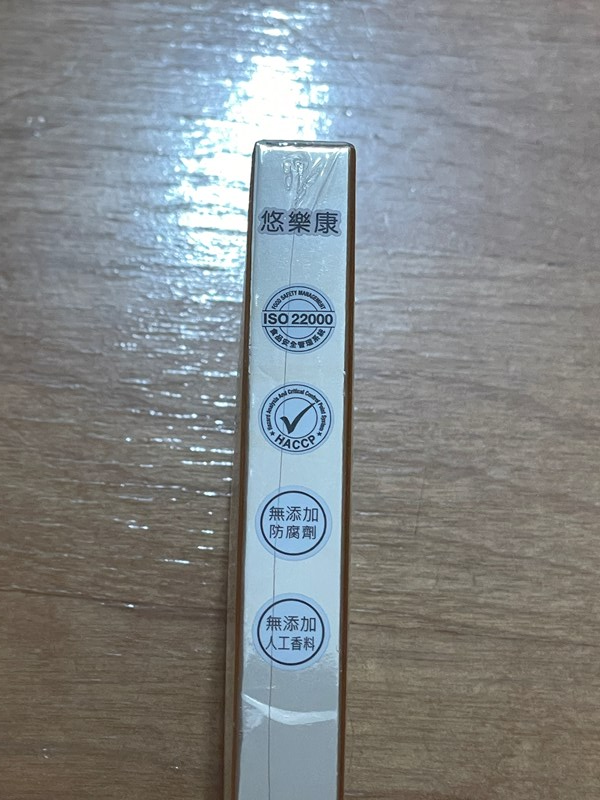 悠樂康
FOOD SAFETY MANAGEMENT
ISO 22000
食品安全管理系統
Hazard Analysis And Critical Control Point System
HACCP
無添加
防腐劑
無添加
人工香料